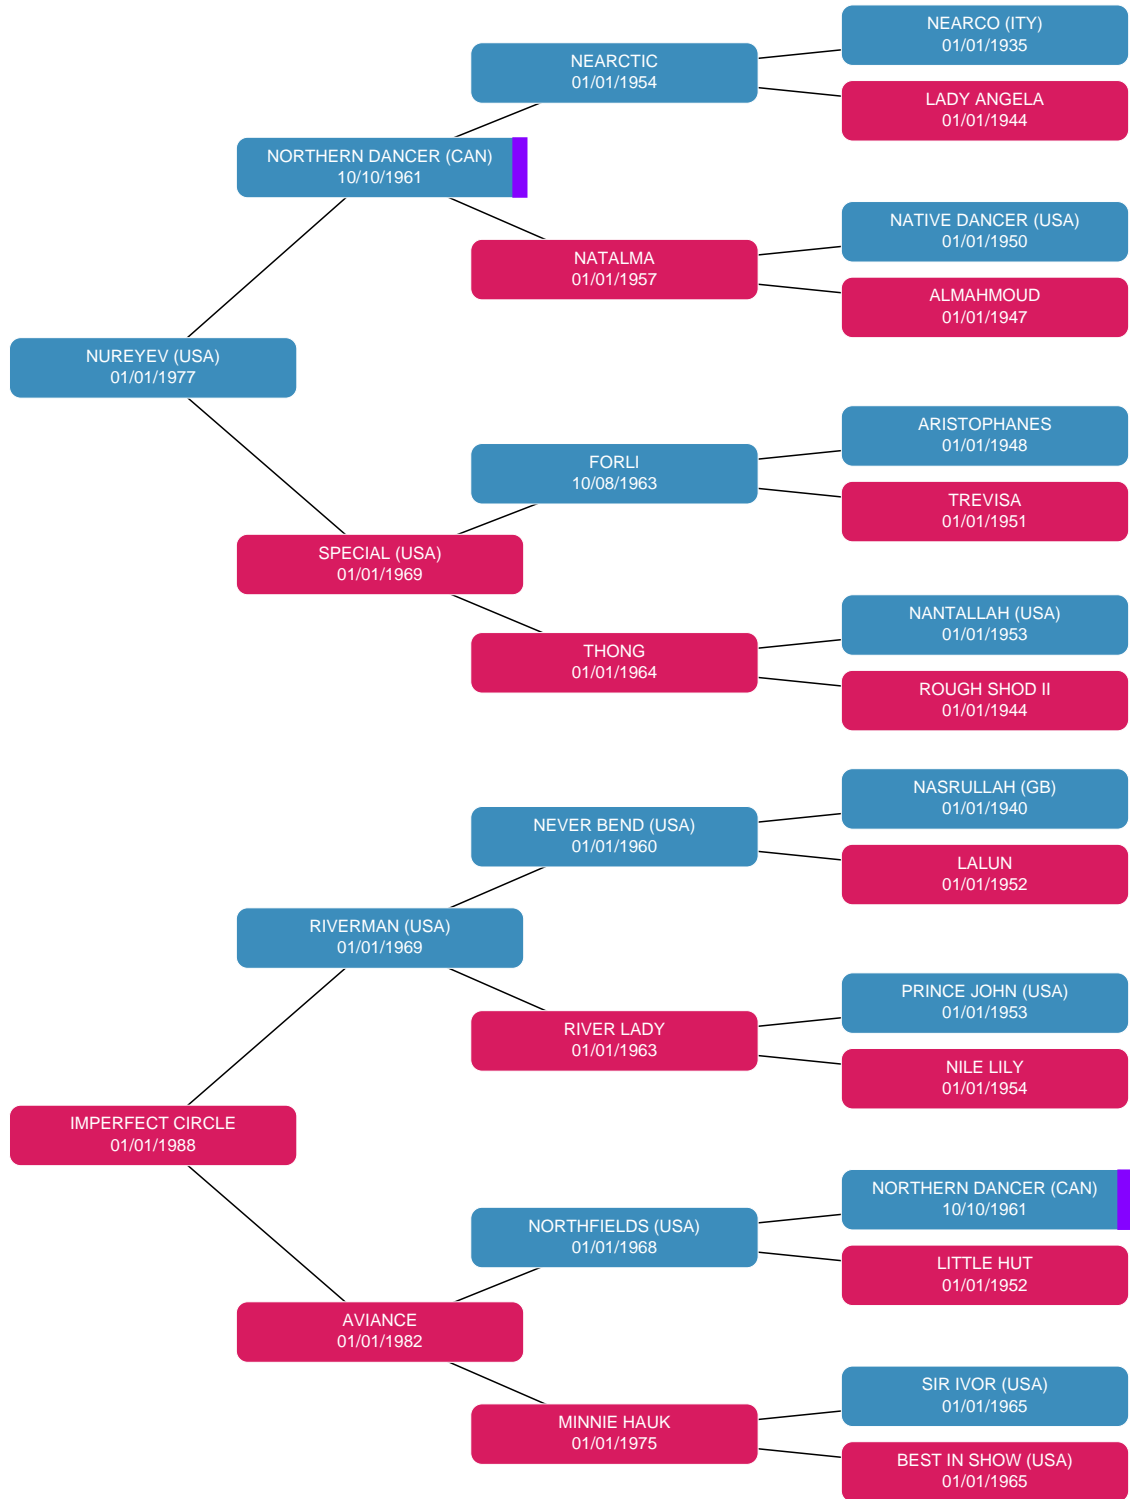 NEARCO (ITY)
01/01/1935
NEARCTIC
01/01/1954
LADY ANGELA
01/01/1944
NORTHERN DANCER (CAN)
10/10/1961
NATIVE DANCER (USA)
01/01/1950
NATALMA
01/01/1957
ALMAHMOUD
01/01/1947
NUREYEV (USA)
01/01/1977
ARISTOPHANES
01/01/1948
FORLI
10/08/1963
TREVISA
01/01/1951
SPECIAL (USA)
01/01/1969
NANTALLAH (USA)
01/01/1953
THONG
01/01/1964
ROUGH SHOD II
01/01/1944
NASRULLAH (GB)
01/01/1940
NEVER BEND (USA)
01/01/1960
LALUN
01/01/1952
RIVERMAN (USA)
01/01/1969
PRINCE JOHN (USA)
01/01/1953
RIVER LADY
01/01/1963
NILE LILY
01/01/1954
IMPERFECT CIRCLE
01/01/1988
NORTHERN DANCER (CAN)
10/10/1961
NORTHFIELDS (USA)
01/01/1968
LITTLE HUT
01/01/1952
AVIANCE
01/01/1982
SIR IVOR (USA)
01/01/1965
MINNIE HAUK
01/01/1975
BEST IN SHOW (USA)
01/01/1965